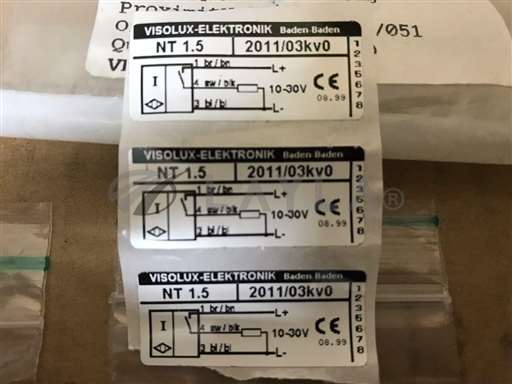 Proximi
O /051
VISOLUX-ELEKTRONIK Baden-Baden
NT 1.5 2011/03kv0
1 br / bn L+
I 4 sw / blk 10-30V CE
08.99
3 bl / bl L-
1
2
3
5
6
7
8
VISOLUX-ELEKTRONIK Baden-Baden
NT 1.5 2011/03kv0
1 br / bn L+
I 4 sw / blk 10-30V CE
08.99
3 bl / bl L-
1
2
3
5
6
7
8
VISOLUX-ELEKTRONIK Baden-Baden
NT 1.5 2011/03kv0
1 br / bn L+
I 4 sw / blk 10-30V CE
08.99
3 bl / bl L-
1
2
3
5
6
7
8